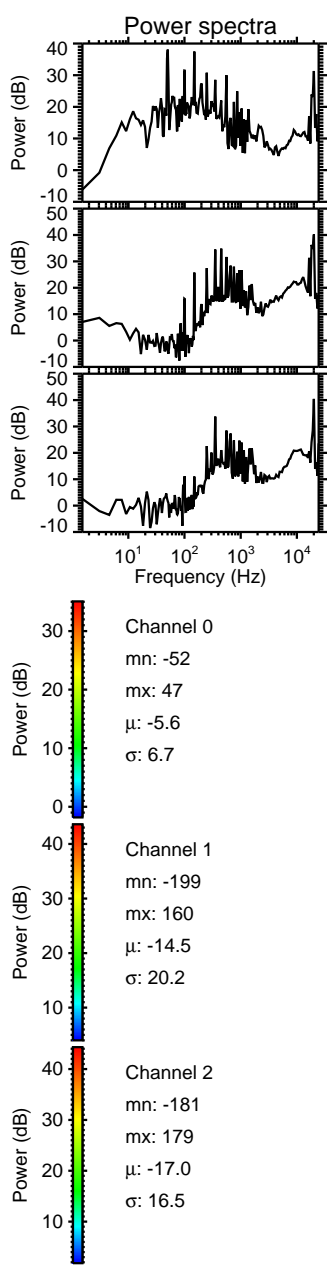 Power spectra
40
30
20
10
0
-10
Power (dB)
50
40
30
20
10
0
-10
Power (dB)
50
40
30
20
10
0
-10
Power (dB)
10¹ 10² 10³ 10⁴
Frequency (Hz)
30
20
10
0
Power (dB)
Channel 0
mn: -52
mx: 47
μ: -5.6
σ: 6.7
40
30
20
10
Power (dB)
Channel 1
mn: -199
mx: 160
μ: -14.5
σ: 20.2
40
30
20
10
Power (dB)
Channel 2
mn: -181
mx: 179
μ: -17.0
σ: 16.5